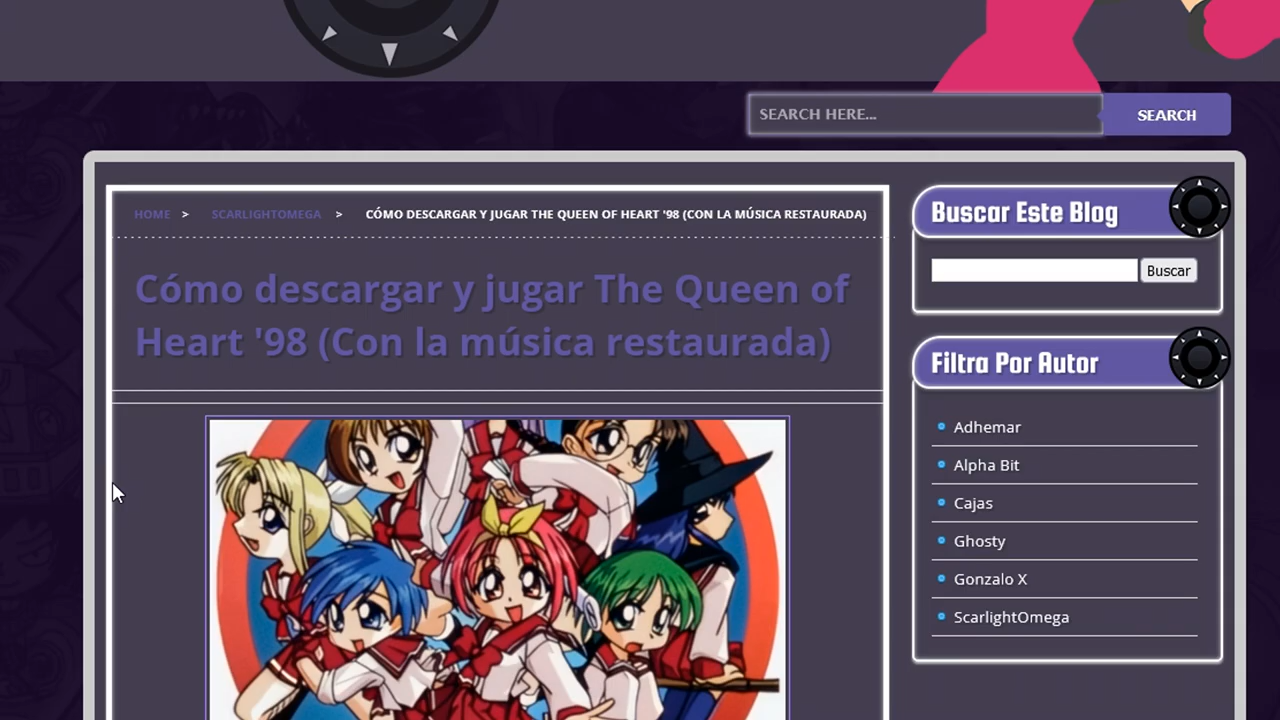 SEARCH HERE...
SEARCH
HOME > SCARLIGHTOMEGA > CÓMO DESCARGAR Y JUGAR THE QUEEN OF HEART '98 (CON LA MÚSICA RESTAURADA)
Cómo descargar y jugar The Queen of
Heart '98 (Con la música restaurada)
Buscar Este Blog
Buscar
Filtra Por Autor
Adhemar
Alpha Bit
Cajas
Ghosty
Gonzalo X
ScarlightOmega